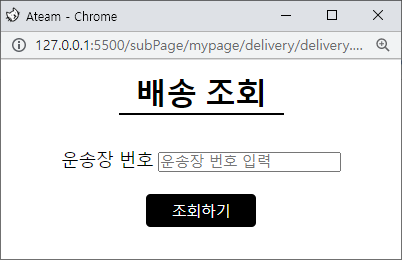 Ateam - Chrome
127.0.0.1:5500/subPage/mypage/delivery/delivery....
배송 조회
운송장 번호 운송장 번호 입력
조회하기